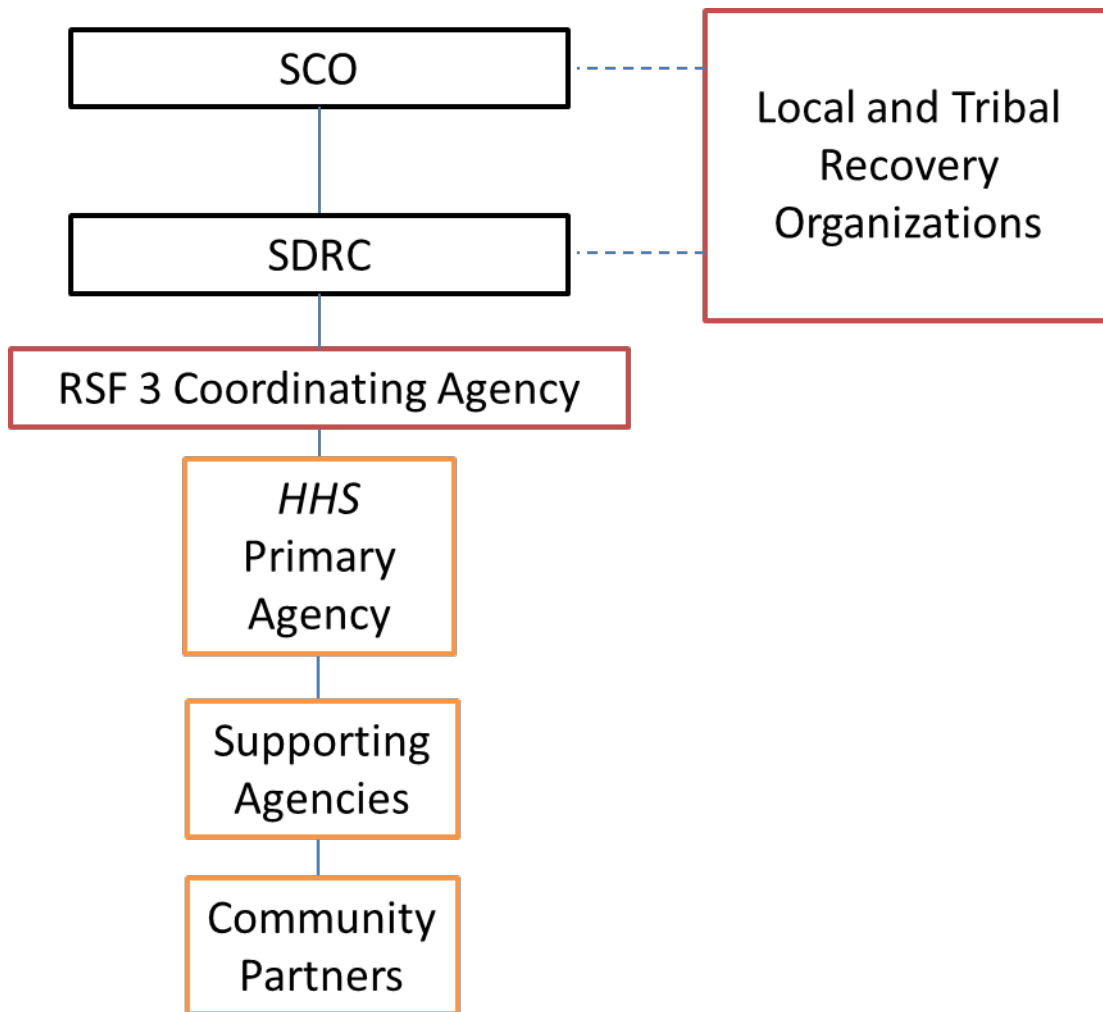 SCO
Local and Tribal
Recovery
Organizations
SDRC
RSF 3 Coordinating Agency
HHS
Primary
Agency
Supporting
Agencies
Community
Partners